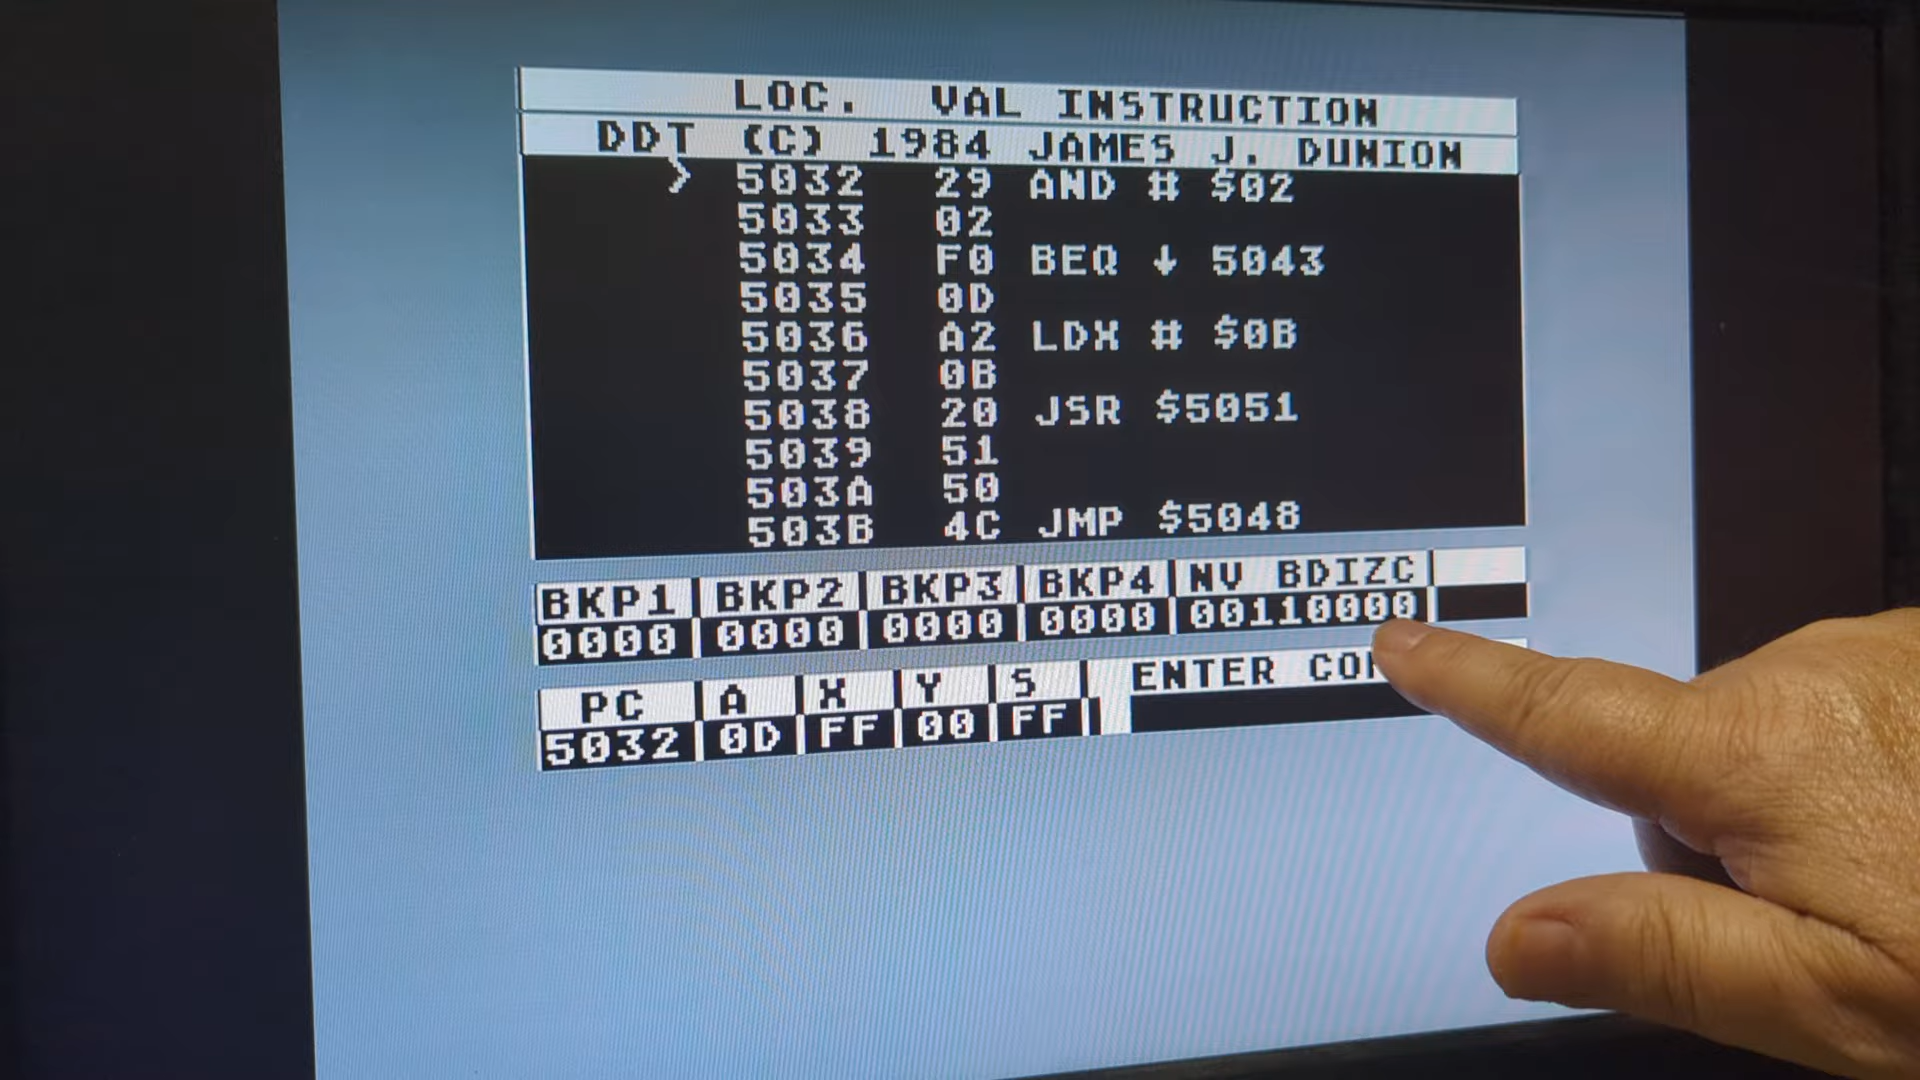 LOC. VAL INSTRUCTION
DDT (C) 1984 JAMES J. DUNION
> 5032 29 AND # $02
5033 02
5034 F0 BEQ ↓ 5043
5035 0D
5036 A2 LDX # $0B
5037 0B
5038 20 JSR $5051
5039 51
503A 50
503B 4C JMP $5048
BKP1 BKP2 BKP3 BKP4 NV BDIZC
0000 0000 0000 0000 00110000
PC A X Y S ENTER
5032 0D FF 00 FF